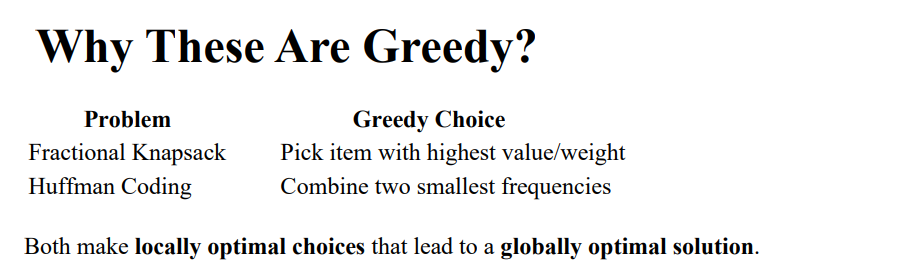 Why These Are Greedy?
Problem Greedy Choice
Fractional Knapsack Pick item with highest value/weight
Huffman Coding Combine two smallest frequencies
Both make locally optimal choices that lead to a globally optimal solution.